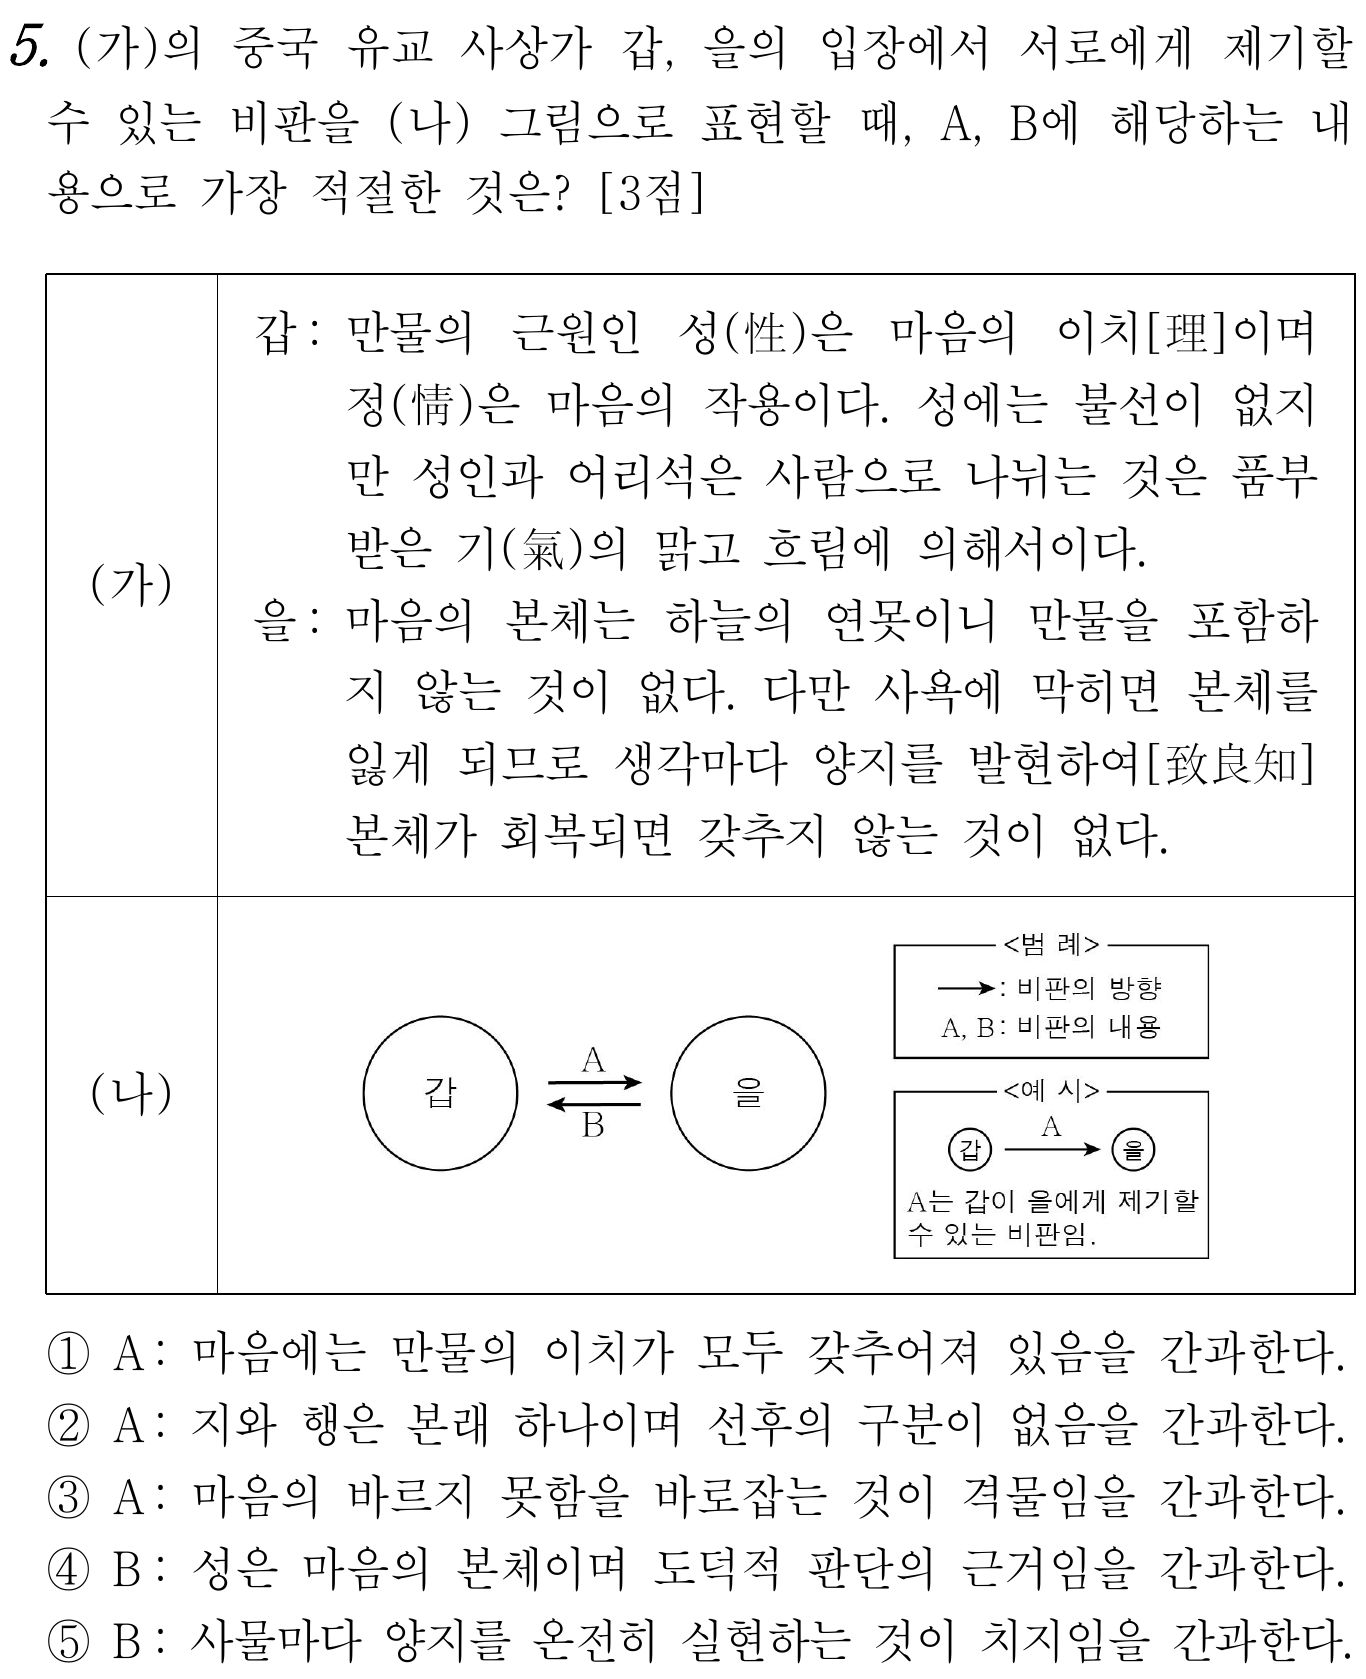 5. (가)의 중국 유교 사상가 갑, 을의 입장에서 서로에게 제기할
수 있는 비판을 (나) 그림으로 표현할 때, A, B에 해당하는 내
용으로 가장 적절한 것은? [3점]
(가)
갑: 만물의 근원인 성(性)은 마음의 이치[理]이며
정(情)은 마음의 작용이다. 성에는 불선이 없지
만 성인과 어리석은 사람으로 나뉘는 것은 품부
받은 기(氣)의 맑고 흐림에 의해서이다.
을: 마음의 본체는 하늘의 연못이니 만물을 포함하
지 않는 것이 없다. 다만 사욕에 막히면 본체를
잃게 되므로 생각마다 양지를 발현하여[致良知]
본체가 회복되면 갖추지 않는 것이 없다.
(나)
갑
A
B
을
<범 례>
: 비판의 방향
A, B: 비판의 내용
<예 시>
갑 A 을
A는 갑이 을에게 제기할
수 있는 비판임.
① A: 마음에는 만물의 이치가 모두 갖추어져 있음을 간과한다.
② A: 지와 행은 본래 하나이며 선후의 구분이 없음을 간과한다.
③ A: 마음의 바르지 못함을 바로잡는 것이 격물임을 간과한다.
④ B: 성은 마음의 본체이며 도덕적 판단의 근거임을 간과한다.
⑤ B: 사물마다 양지를 온전히 실현하는 것이 치지임을 간과한다.